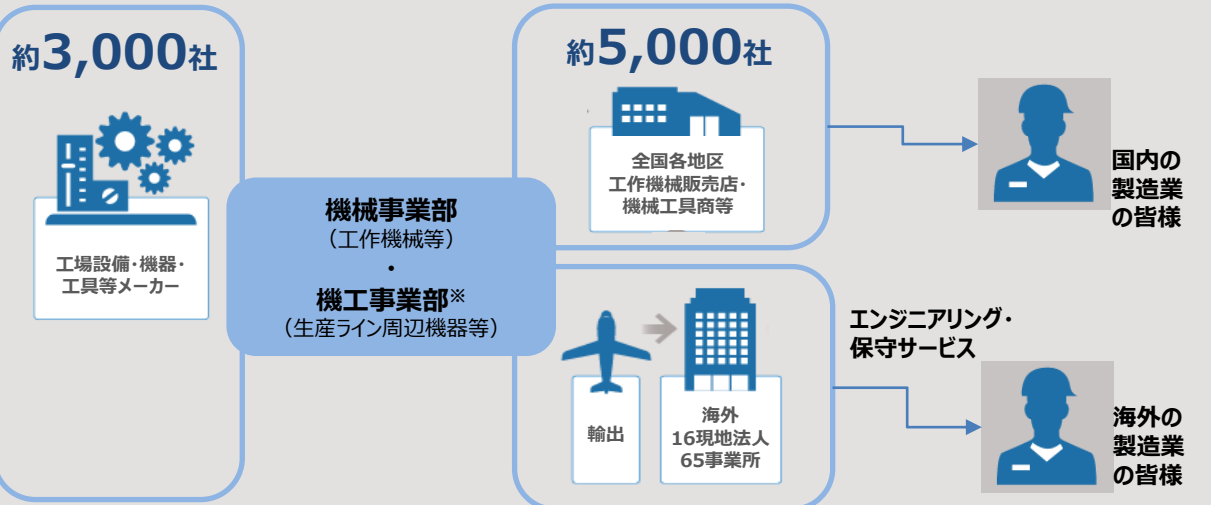 約3,000社
工場設備・機器・
工具等メーカー
機械事業部
（工作機械等）
・
機工事業部※
（生産ライン周辺機器等）
約5,000社
全国各地区
工作機械販売店・
機械工具商等
輸出
海外
16現地法人
65事業所
国内の
製造業
の皆様
エンジニアリング・
保守サービス
海外の
製造業
の皆様